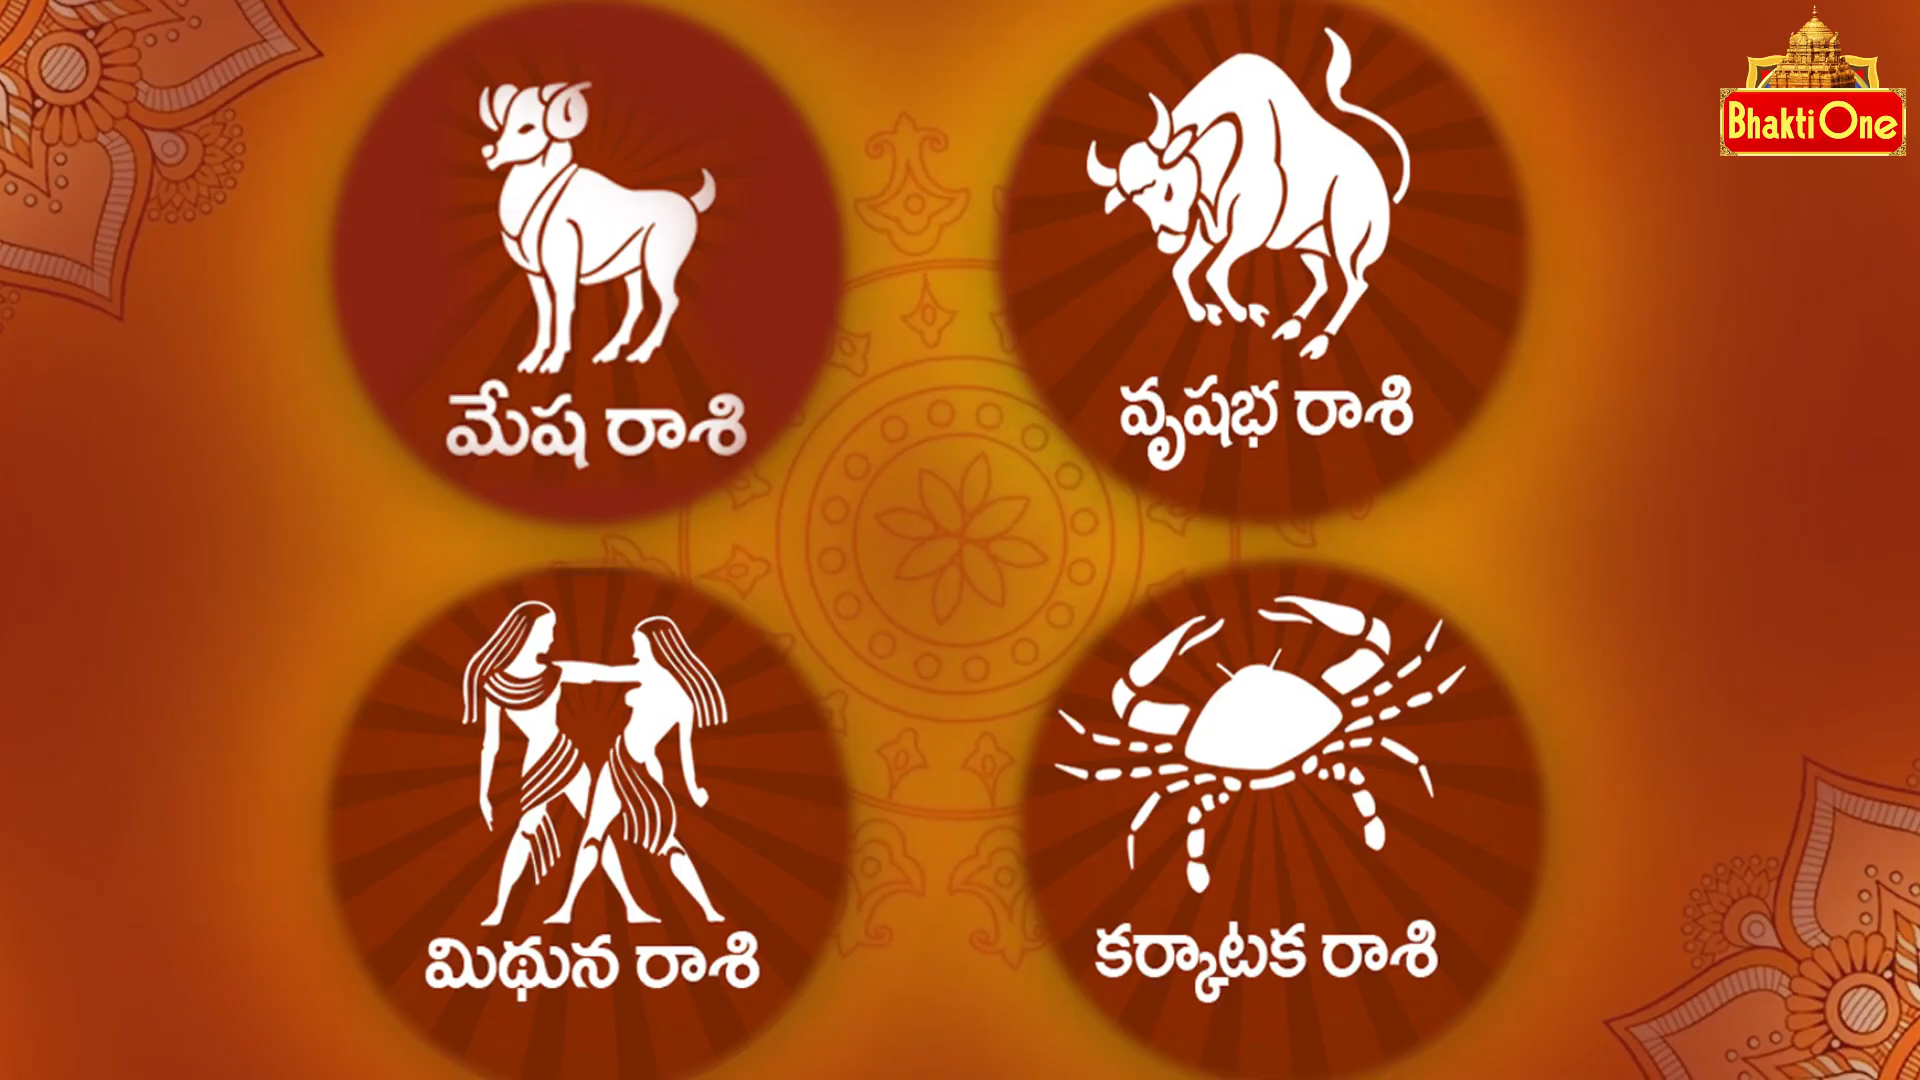 Bhakti One
మేష రాశి
వృషభ రాశి
మిథున రాశి
కర్కాటక రాశి